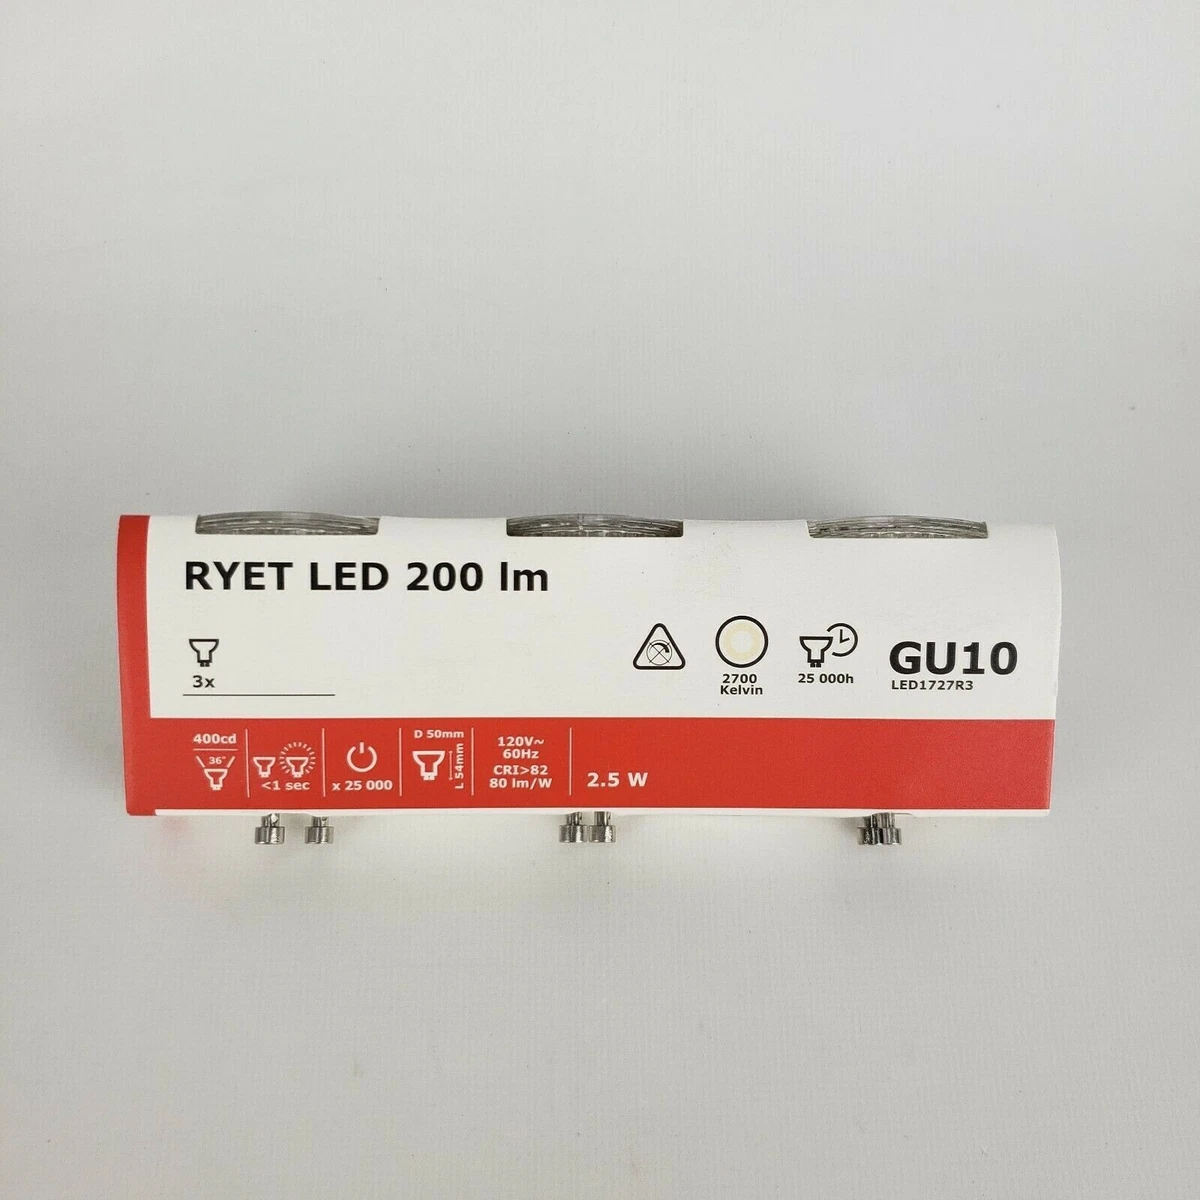 RYET LED 200 lm
3x
2700
Kelvin
25 000h
GU10
LED1727R3
400cd
36°
<1 sec
x 25 000
D 50mm
L 54mm
120V~
60Hz
CRI>82
80 lm/W
2.5 W